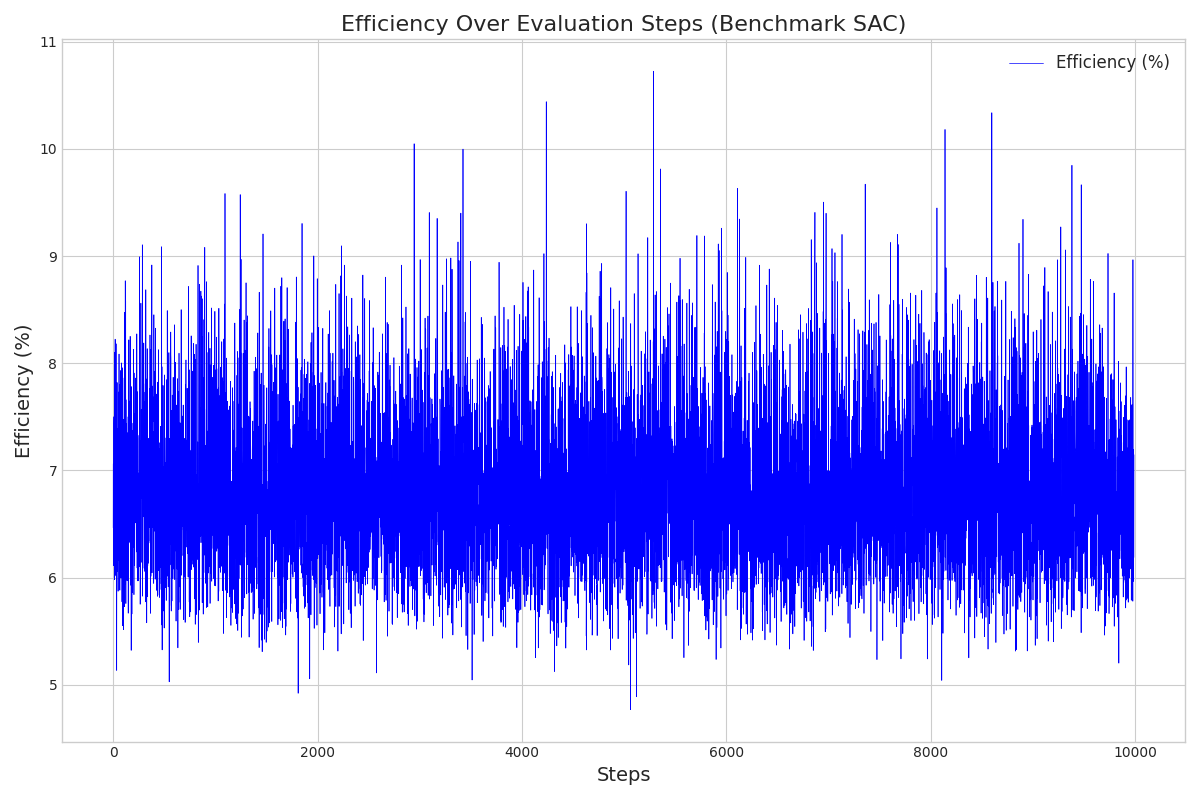 Efficiency Over Evaluation Steps (Benchmark SAC)
Efficiency (%)
11
10
9
8
7
6
5
Efficiency (%)
0 2000 4000 6000 8000 10000
Steps